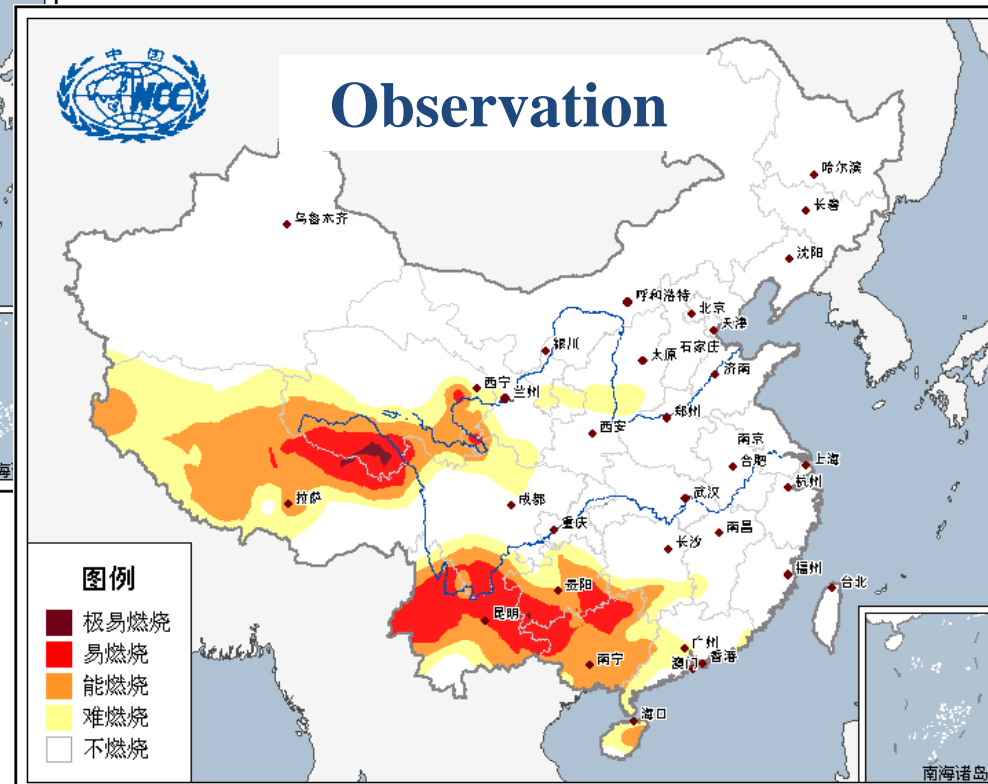 中国
NCC
Observation
哈尔滨
长春
乌鲁木齐
沈阳
呼和浩特
北京
天津
银川
石家庄
太原
西宁
济南
兰州
郑州
西安
南京
合肥
上海
杭州
拉萨
成都
武汉
重庆
南昌
长沙
福州
贵阳
台北
昆明
广州
香港
澳门
南宁
海口
图例
极易燃烧
易燃烧
能燃烧
难燃烧
不燃烧
南海诸岛
海